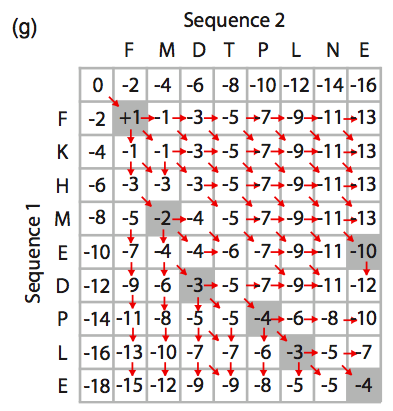 (g)
Sequence 2
F M D T P L N E
0 -2 -4 -6 -8 -10 -12 -14 -16
F -2 +1 -1 -3 -5 -7 -9 -11 -13
K -4 -1 -1 -3 -5 -7 -9 -11 -13
H -6 -3 -3 -3 -5 -7 -9 -11 -13
M -8 -5 -2 -4 -5 -7 -9 -11 -13
E -10 -7 -4 -4 -6 -7 -9 -11 -10
D -12 -9 -6 -3 -5 -7 -9 -11 -12
P -14 -11 -8 -5 -5 -4 -6 -8 -10
L -16 -13 -10 -7 -7 -6 -3 -5 -7
E -18 -15 -12 -9 -9 -8 -5 -5 -4
Sequence 1